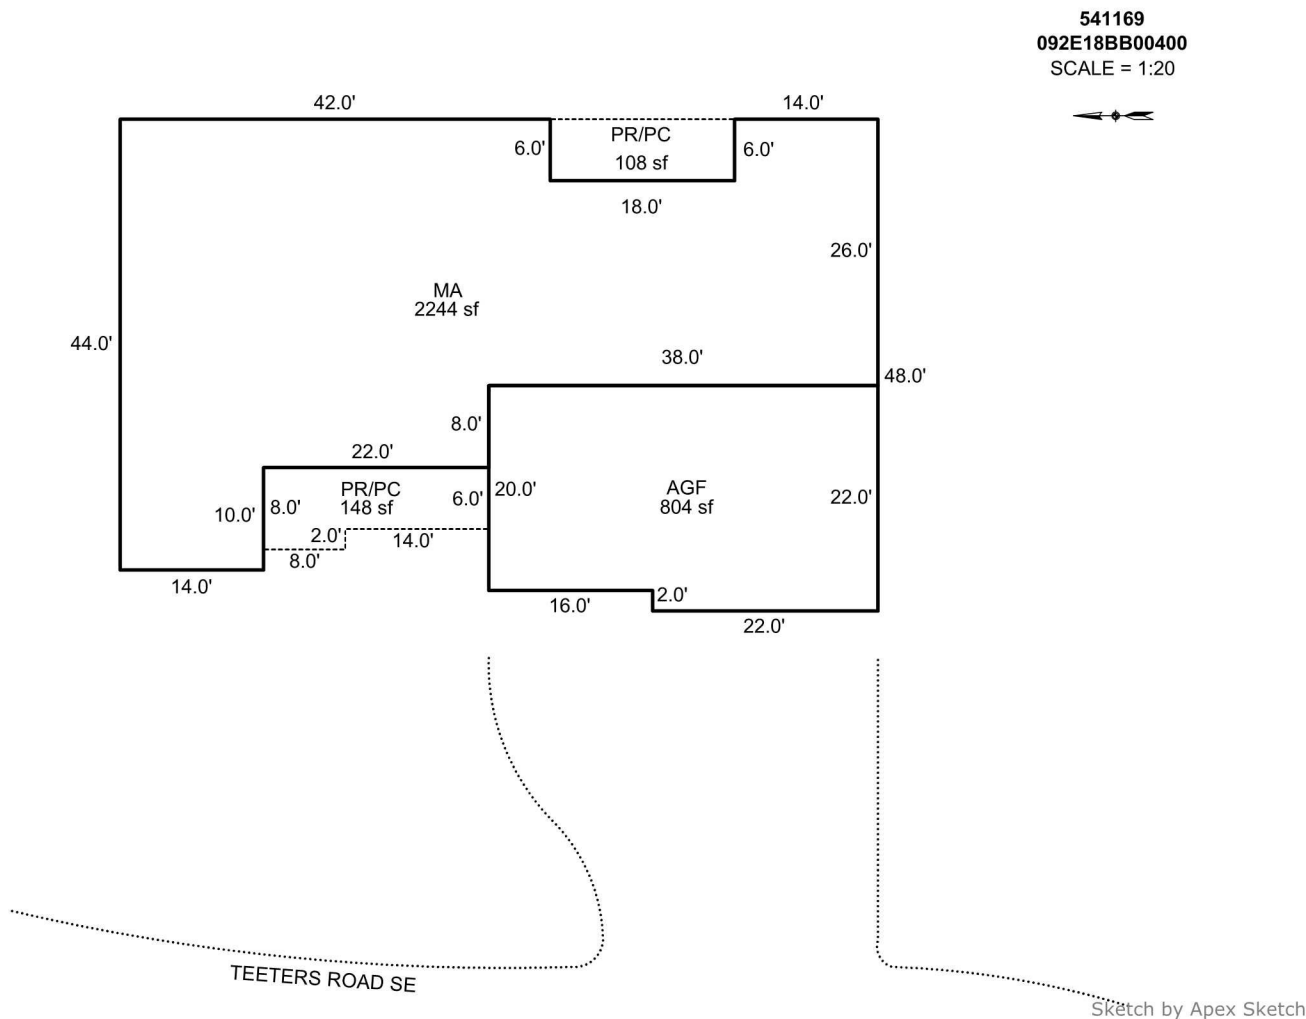 541169
092E18BB00400
SCALE = 1:20
42.0'
14.0'
6.0'
PR/PC
108 sf
6.0'
18.0'
26.0'
MA
2244 sf
44.0'
38.0'
48.0'
8.0'
22.0'
PR/PC
148 sf
6.0'
20.0'
AGF
804 sf
22.0'
10.0'
8.0'
2.0'
14.0'
8.0'
14.0'
16.0'
2.0'
22.0'
TEETERS ROAD SE
Sketch by Apex Sketch